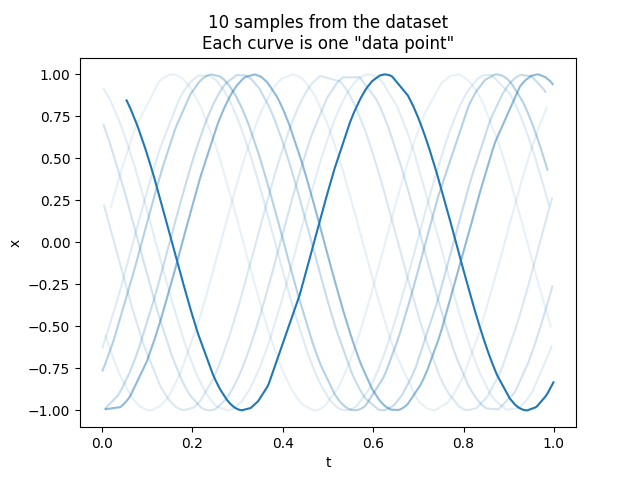 10 samples from the dataset
Each curve is one "data point"
1.00
0.75
0.50
0.25
0.00
−0.25
−0.50
−0.75
−1.00
x
0.0 0.2 0.4 0.6 0.8 1.0
t